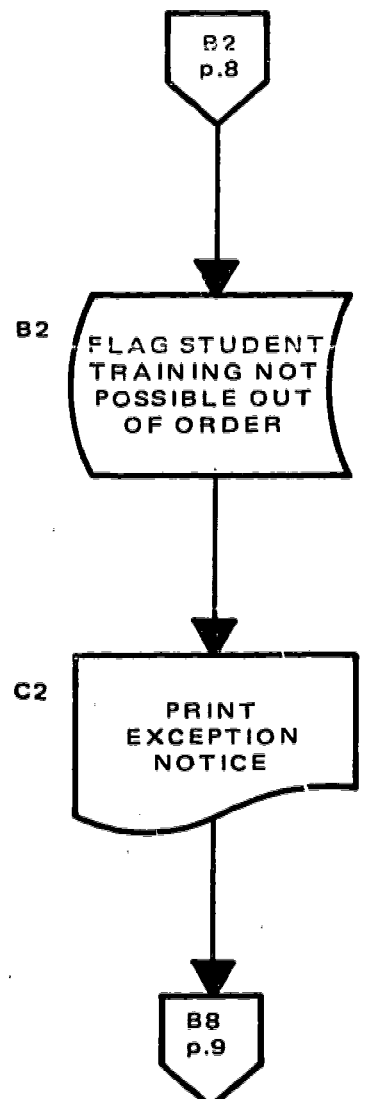 B2
p.8
B2
FLAG STUDENT
TRAINING NOT
POSSIBLE OUT
OF ORDER
C2
PRINT
EXCEPTION
NOTICE
B8
p.9